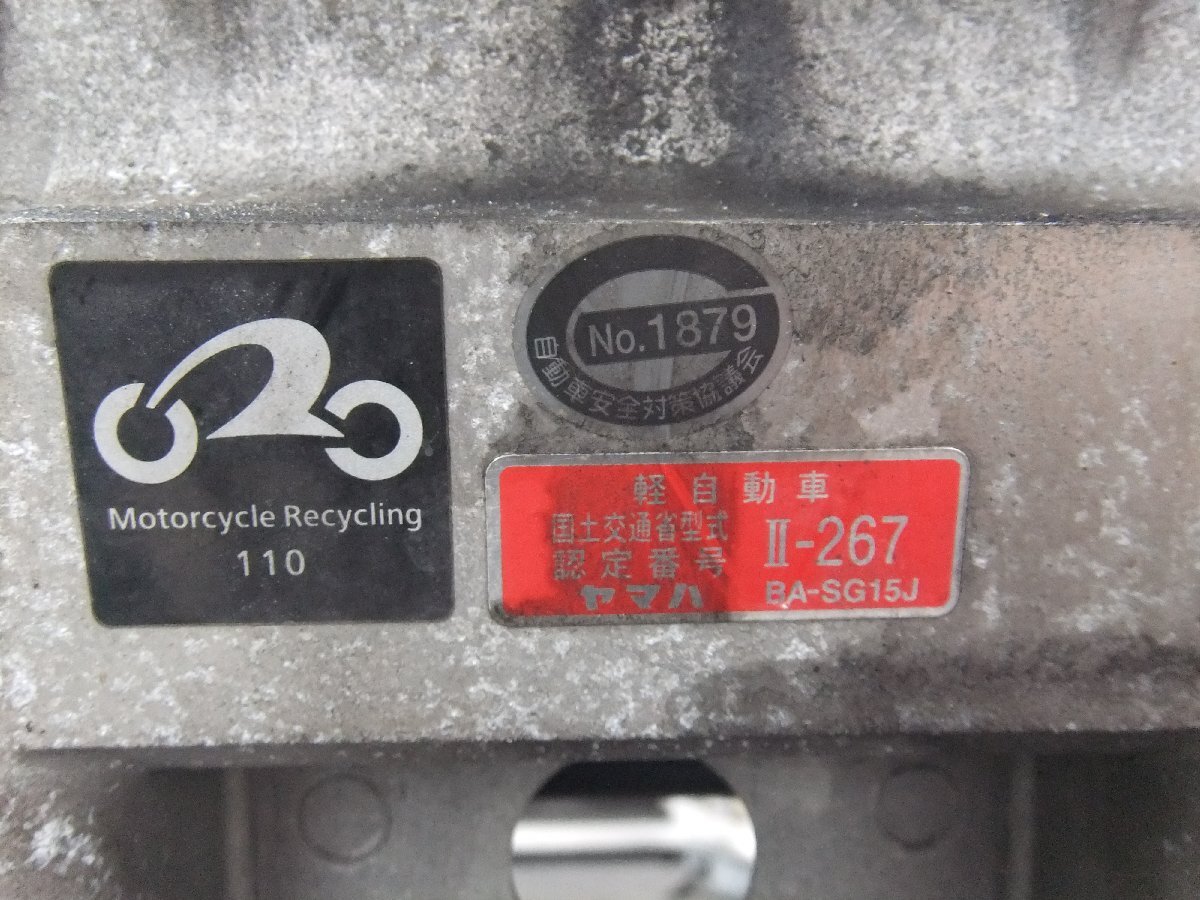 Motorcycle Recycling
110
No.1879
自動車安全対策協議会
軽自動車
国土交通省型式
認定番号
II-267
ヤマハ
BA-SG15J